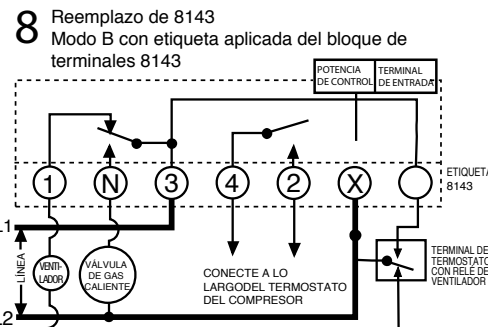 8 Reemplazo de 8143
Modo B con etiqueta aplicada del bloque de
terminales 8143
POTENCIA
DE CONTROL
TERMINAL
DE ENTRADA
1 N 3 4 2 X
ETIQUETA
8143
L1
LÍNEA
L2
VENTI-
LADOR
VÁLVULA
DE GAS
CALIENTE
CONECTE A LO
LARGODEL TERMOSTATO
DEL COMPRESOR
TERMINAL DE
TERMOSTATO
CON RELÉ DE
VENTILADOR